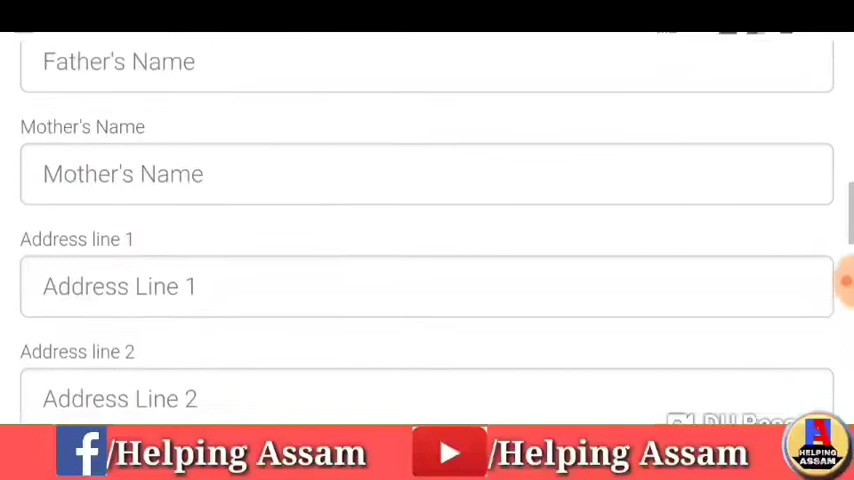 Father's Name
Mother's Name
Mother's Name
Address line 1
Address Line 1
Address line 2
Address Line 2
/Helping Assam
/Helping Assam
A
HELPING
ASSAM